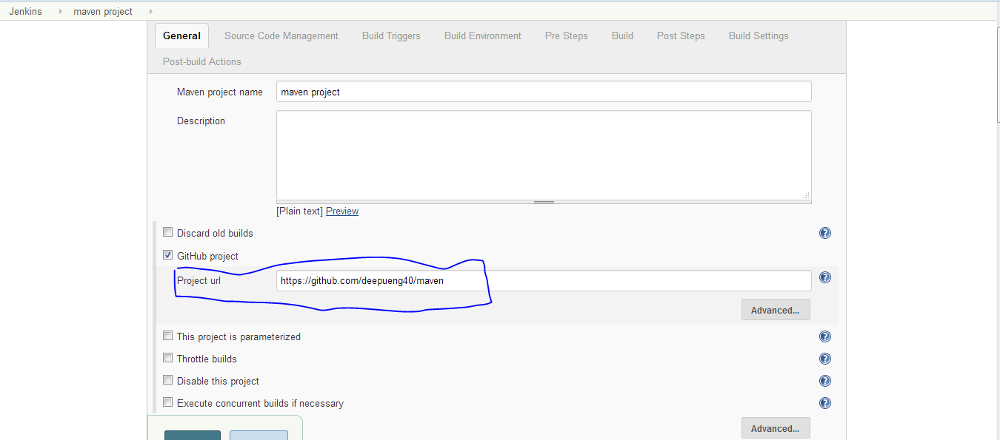 Jenkins maven project
General Source Code Management Build Triggers Build Environment Pre Steps Build Post Steps Build Settings
Post-build Actions
Maven project name maven project
Description
[Plain text] Preview
Discard old builds ?
GitHub project
Project url https://github.com/deepueng40/maven ?
Advanced...
This project is parameterized ?
Throttle builds ?
Disable this project ?
Execute concurrent builds if necessary ?
Advanced...